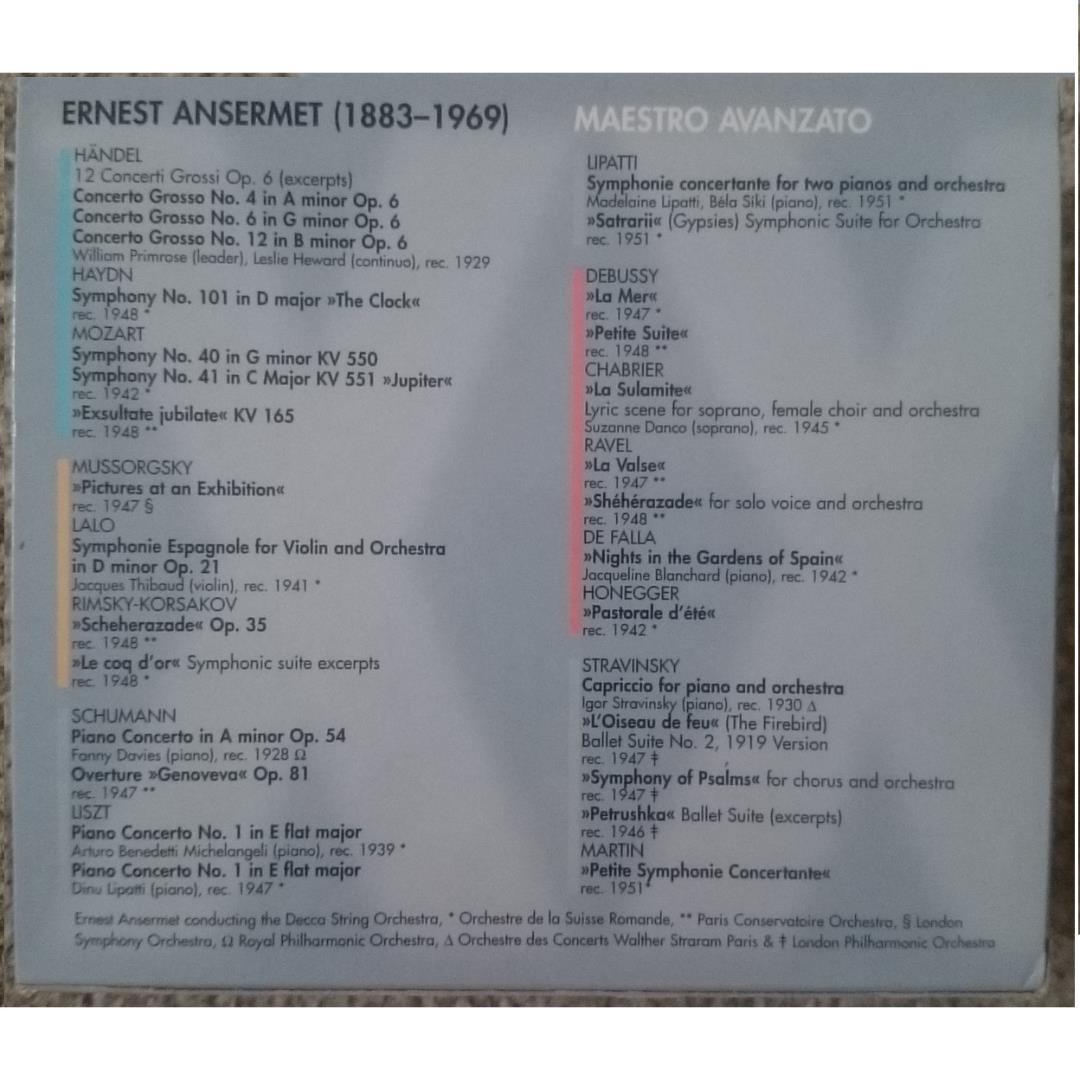 ERNEST ANSERMET (1883–1969)
HÄNDEL
12 Concerti Grossi Op. 6 (excerpts)
Concerto Grosso No. 4 in A minor Op. 6
Concerto Grosso No. 6 in G minor Op. 6
Concerto Grosso No. 12 in B minor Op. 6
William Primrose (leader), Leslie Heward (continuo), rec. 1929
HAYDN
Symphony No. 101 in D major »The Clock«
rec. 1948 *
MOZART
Symphony No. 40 in G minor KV 550
Symphony No. 41 in C Major KV 551 »Jupiter«
rec. 1942 *
»Exsultate jubilate« KV 165
rec. 1948 **
MUSSORGSKY
»Pictures at an Exhibition«
rec. 1947 §
LALO
Symphonie Espagnole for Violin and Orchestra
in D minor Op. 21
Jacques Thibaud (violin), rec. 1941 *
RIMSKY-KORSAKOV
»Scheherazade« Op. 35
rec. 1948 **
»Le coq d'or« Symphonic suite excerpts
rec. 1948 *
SCHUMANN
Piano Concerto in A minor Op. 54
Fanny Davies (piano), rec. 1928 Ω
Overture »Genoveva« Op. 81
rec. 1947 **
LISZT
Piano Concerto No. 1 in E flat major
Arturo Benedetti Michelangeli (piano), rec. 1939 *
Piano Concerto No. 1 in E flat major
Dinu Lipatti (piano), rec. 1947 *
MAESTRO AVANZATO
LIPATTI
Symphonie concertante for two pianos and orchestra
Madelaine Lipatti, Béla Siki (piano), rec. 1951 *
»Satrarii« (Gypsies) Symphonic Suite for Orchestra
rec. 1951 *
DEBUSSY
»La Mer«
rec. 1947 *
»Petite Suite«
rec. 1948 **
CHABRIER
»La Sulamite«
Lyric scene for soprano, female choir and orchestra
Suzanne Danco (soprano), rec. 1945 *
RAVEL
»La Valse«
rec. 1947 **
»Shéhérazade« for solo voice and orchestra
rec. 1948 **
DE FALLA
»Nights in the Gardens of Spain«
Jacqueline Blanchard (piano), rec. 1942 *
HONEGGER
»Pastorale d'été«
rec. 1942 *
STRAVINSKY
Capriccio for piano and orchestra
Igor Stravinsky (piano), rec. 1930 Δ
»L'Oiseau de feu« (The Firebird)
Ballet Suite No. 2, 1919 Version
rec. 1947 ‡
»Symphony of Psalms« for chorus and orchestra
rec. 1947 ‡
»Petrushka« Ballet Suite (excerpts)
rec. 1946 ‡
MARTIN
»Petite Symphonie Concertante«
rec. 1951*
Ernest Ansermet conducting the Decca String Orchestra, * Orchestre de la Suisse Romande, ** Paris Conservatoire Orchestra, § London
Symphony Orchestra, Ω Royal Philharmonic Orchestra, Δ Orchestre des Concerts Walther Straram Paris & ‡ London Philharmonic Orchestra